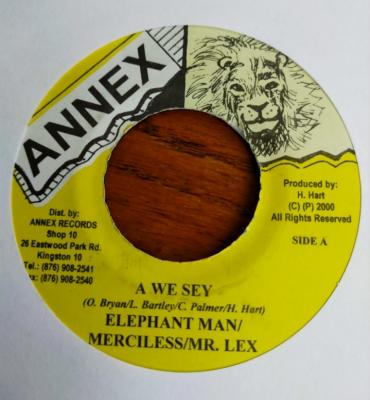 ANNEX
Produced by:
H. Hart
(C) (P) 2000
All Rights Reserved
SIDE A
Dist. by:
ANNEX RECORDS
Shop 10
26 Eastwood Park Rd.
Kingston 10
Tel.: (876) 908-2541
(876) 908-2540
A WE SEY
(O. Bryan/L. Bartley/C. Palmer/H. Hart)
ELEPHANT MAN/
MERCILESS/MR. LEX